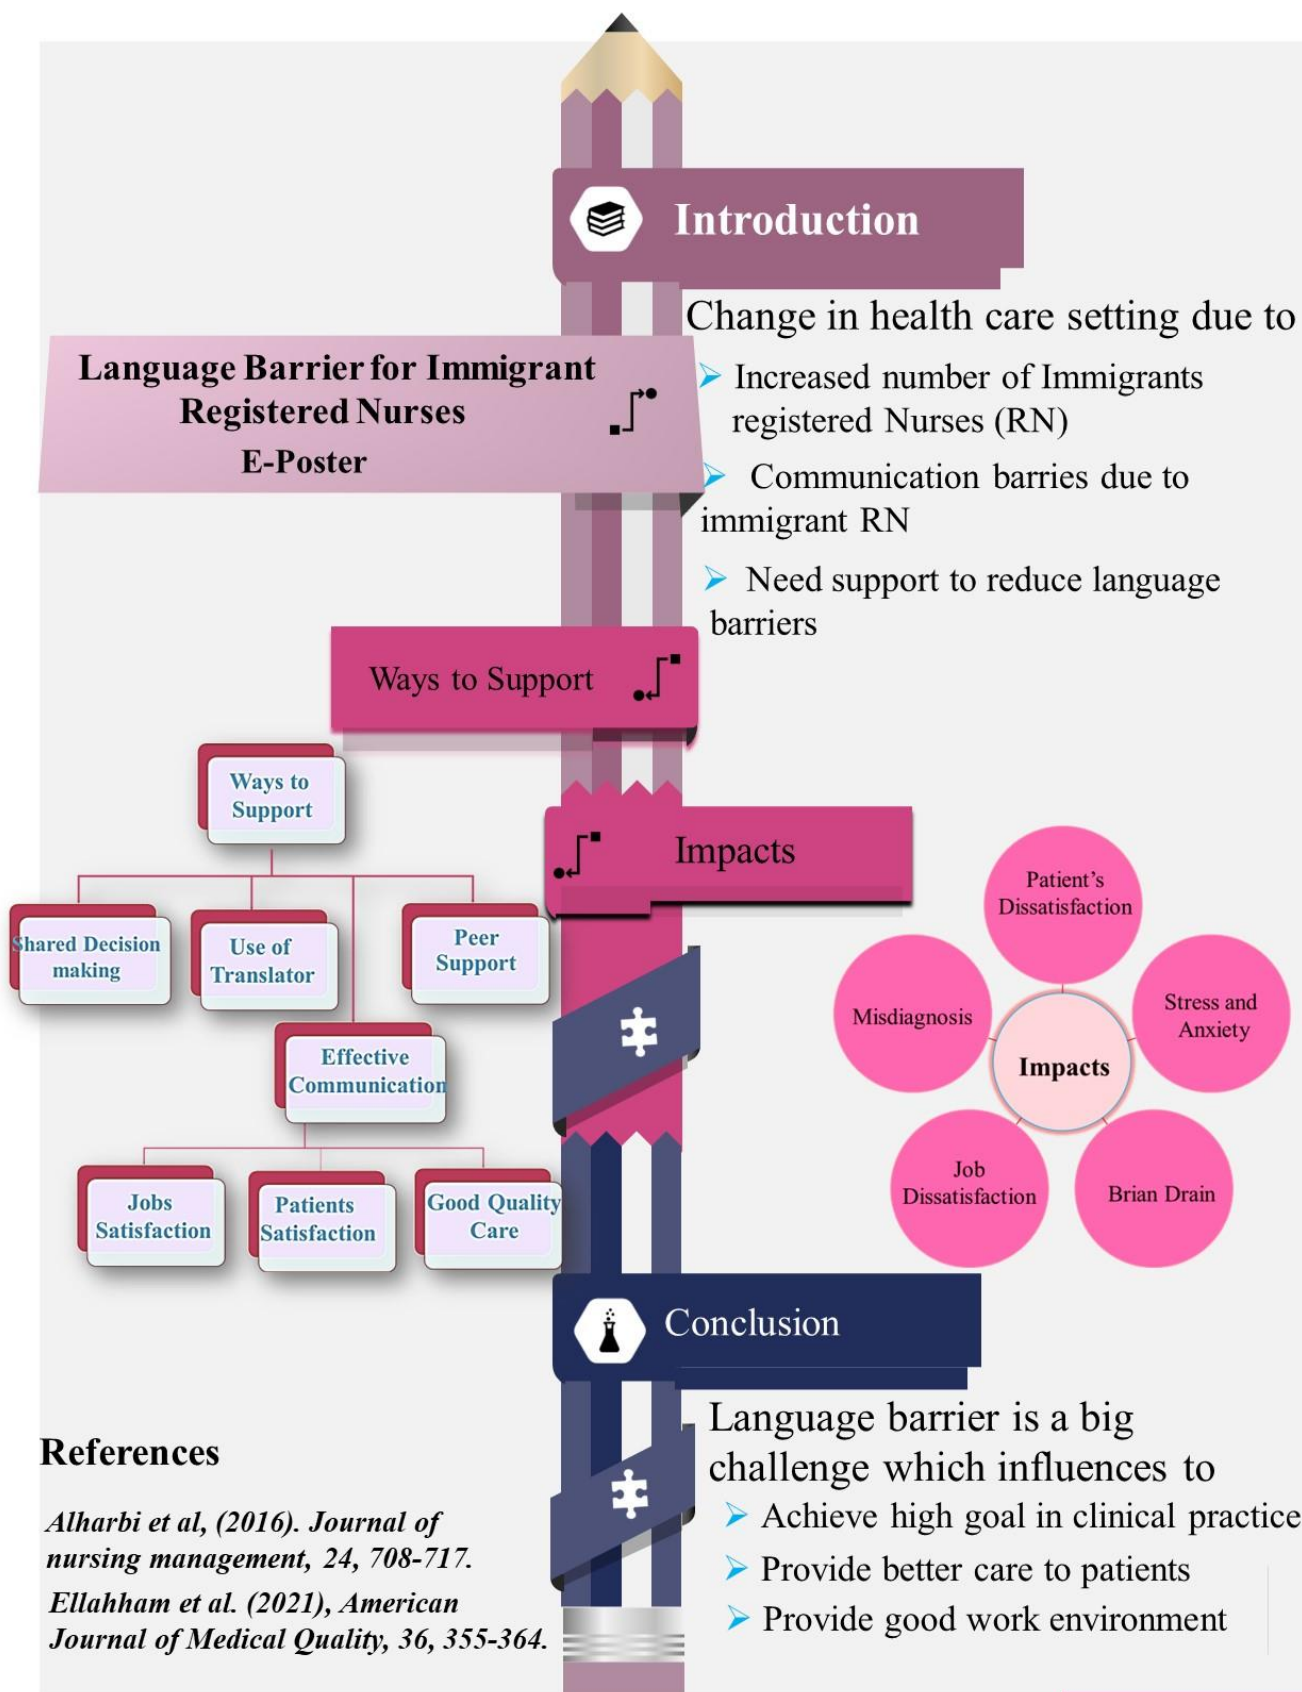 Introduction
Change in health care setting due to
Increased number of Immigrants
registered Nurses (RN)
Communication barries due to
immigrant RN
Need support to reduce language
barriers
Language Barrier for Immigrant
Registered Nurses
E-Poster
Ways to Support
Ways to
Support
Shared Decision
making
Use of
Translator
Peer
Support
Effective
Communication
Jobs
Satisfaction
Patients
Satisfaction
Good Quality
Care
Impacts
Patient's
Dissatisfaction
Stress and
Anxiety
Misdiagnosis
Impacts
Job
Dissatisfaction
Brian Drain
Conclusion
Language barrier is a big
challenge which influences to
Achieve high goal in clinical practice
Provide better care to patients
Provide good work environment
References
Alharbi et al, (2016). Journal of
nursing management, 24, 708-717.
Ellahham et al. (2021), American
Journal of Medical Quality, 36, 355-364.